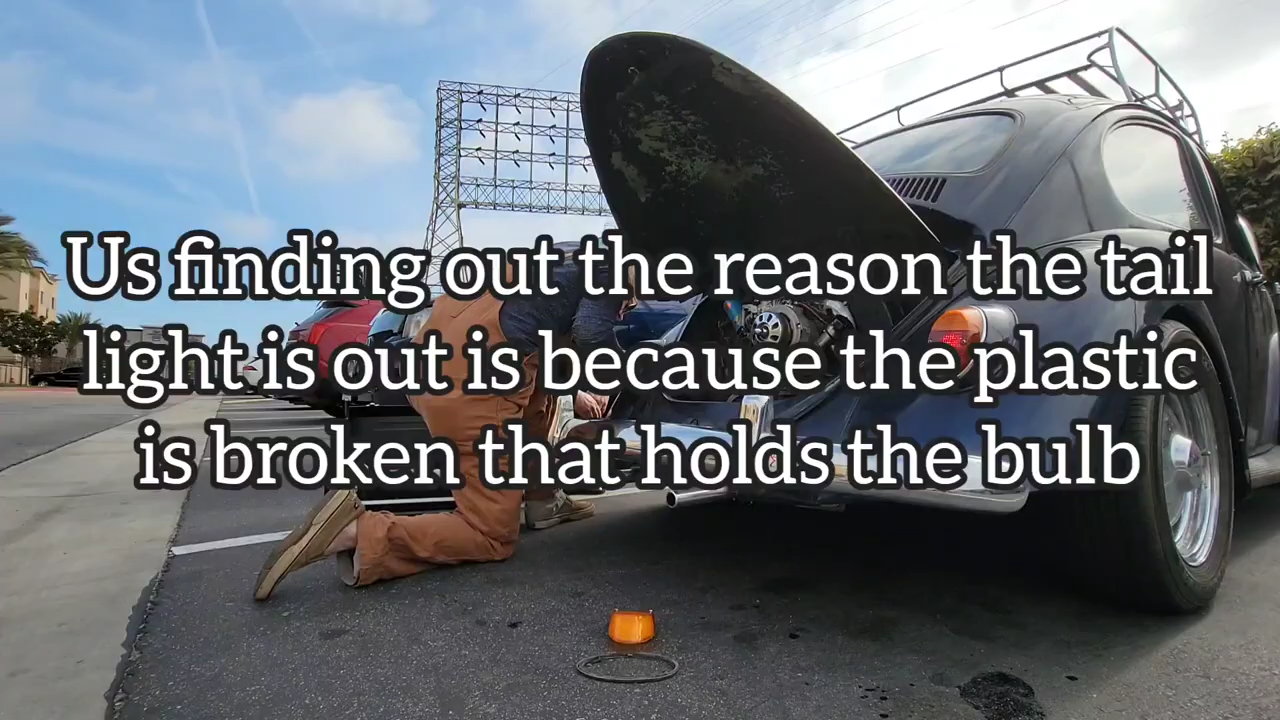 Us finding out the reason the tail
light is out is because the plastic
is broken that holds the bulb